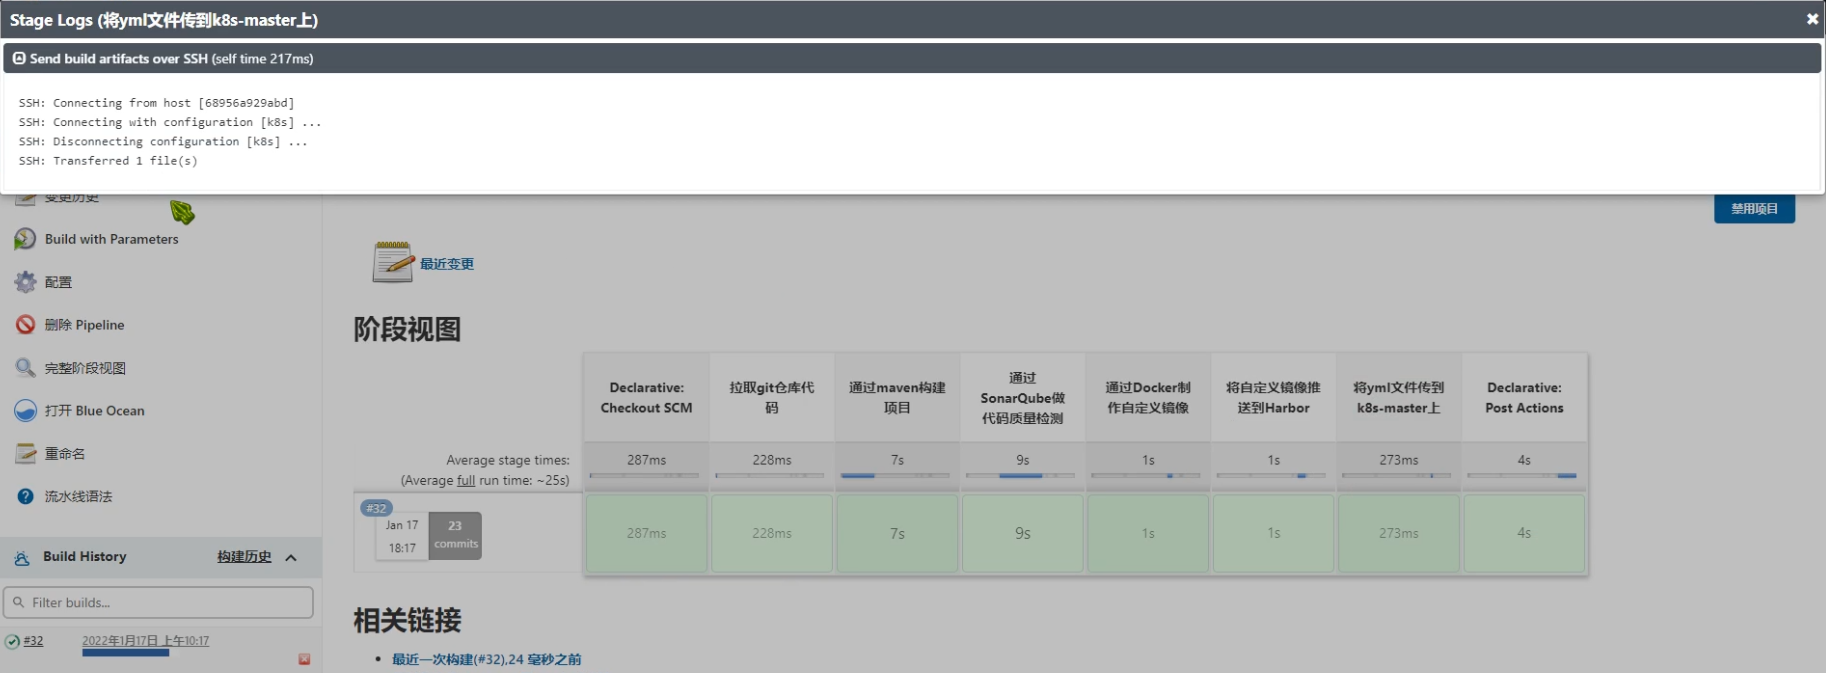 Stage Logs (将yml文件传到k8s-master上)
Send build artifacts over SSH (self time 217ms)
SSH: Connecting from host [68956a929abd]
SSH: Connecting with configuration [k8s] ...
SSH: Disconnecting configuration [k8s] ...
SSH: Transferred 1 file(s)
变更历史
Build with Parameters
配置
删除 Pipeline
完整阶段视图
打开 Blue Ocean
重命名
流水线语法
Build History 构建历史
Filter builds...
#32 2022年1月17日 上午10:17
禁用项目
最近变更
阶段视图
Declarative: Checkout SCM
拉取git仓库代码
通过maven构建项目
通过SonarQube做代码质量检测
通过Docker制作自定义镜像
将自定义镜像推送到Harbor
将yml文件传到k8s-master上
Declarative: Post Actions
Average stage times: 287ms 228ms 7s 9s 1s 1s 273ms 4s
(Average full run time: ~25s)
#32
Jan 17
18:17
23
commits
287ms 228ms 7s 9s 1s 1s 273ms 4s
相关链接
最近一次构建(#32),24 毫秒之前